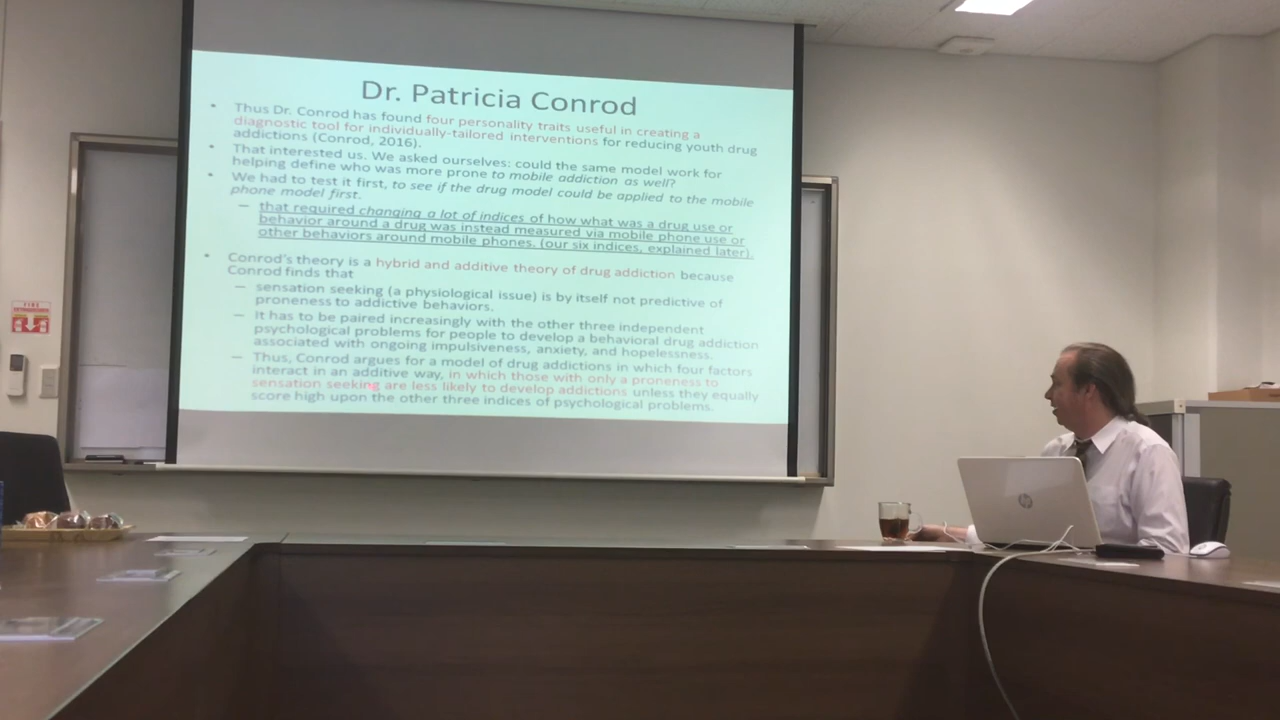 Dr. Patricia Conrod
• Thus Dr. Conrod has found four personality traits useful in creating a
diagnostic tool for individually-tailored interventions for reducing youth drug
addictions (Conrod, 2016).
• That interested us. We asked ourselves: could the same model work for
helping define who was more prone to mobile addiction as well?
• We had to test it first, to see if the drug model could be applied to the mobile
phone model first.
– that required changing a lot of indices of how what was a drug use or
behavior around a drug was instead measured via mobile phone use or
other behaviors around mobile phones. (our six indices, explained later).
• Conrod's theory is a hybrid and additive theory of drug addiction because
Conrod finds that
– sensation seeking (a physiological issue) is by itself not predictive of
proneness to addictive behaviors.
– It has to be paired increasingly with the other three independent
psychological problems for people to develop a behavioral drug addiction
associated with ongoing impulsiveness, anxiety, and hopelessness.
– Thus, Conrod argues for a model of drug addictions in which four factors
interact in an additive way, in which those with only a proneness to
sensation seeking are less likely to develop addictions unless they equally
score high upon the other three indices of psychological problems.
FIRE
hp